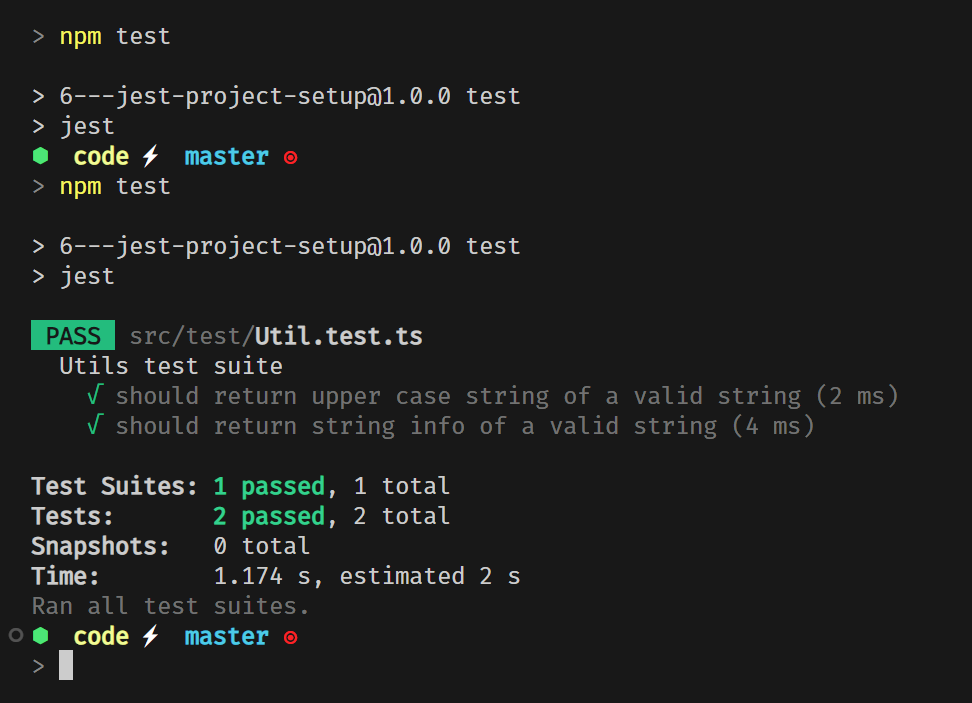 > npm test
> 6---jest-project-setup@1.0.0 test
> jest
code ⚡ master
> npm test
> 6---jest-project-setup@1.0.0 test
> jest
PASS src/test/Util.test.ts
Utils test suite
√ should return upper case string of a valid string (2 ms)
√ should return string info of a valid string (4 ms)
Test Suites: 1 passed, 1 total
Tests: 2 passed, 2 total
Snapshots: 0 total
Time: 1.174 s, estimated 2 s
Ran all test suites.
code ⚡ master
>